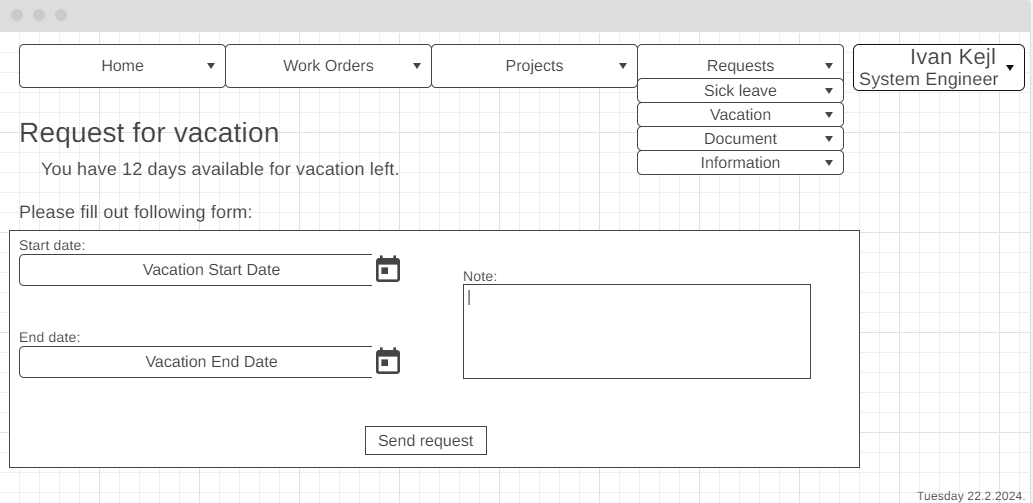 Home
Work Orders
Projects
Requests
Ivan Kejl
System Engineer
Sick leave
Vacation
Document
Information
Request for vacation
You have 12 days available for vacation left.
Please fill out following form:
Start date:
Vacation Start Date
Note:
|
End date:
Vacation End Date
Send request
Tuesday 22.2.2024.